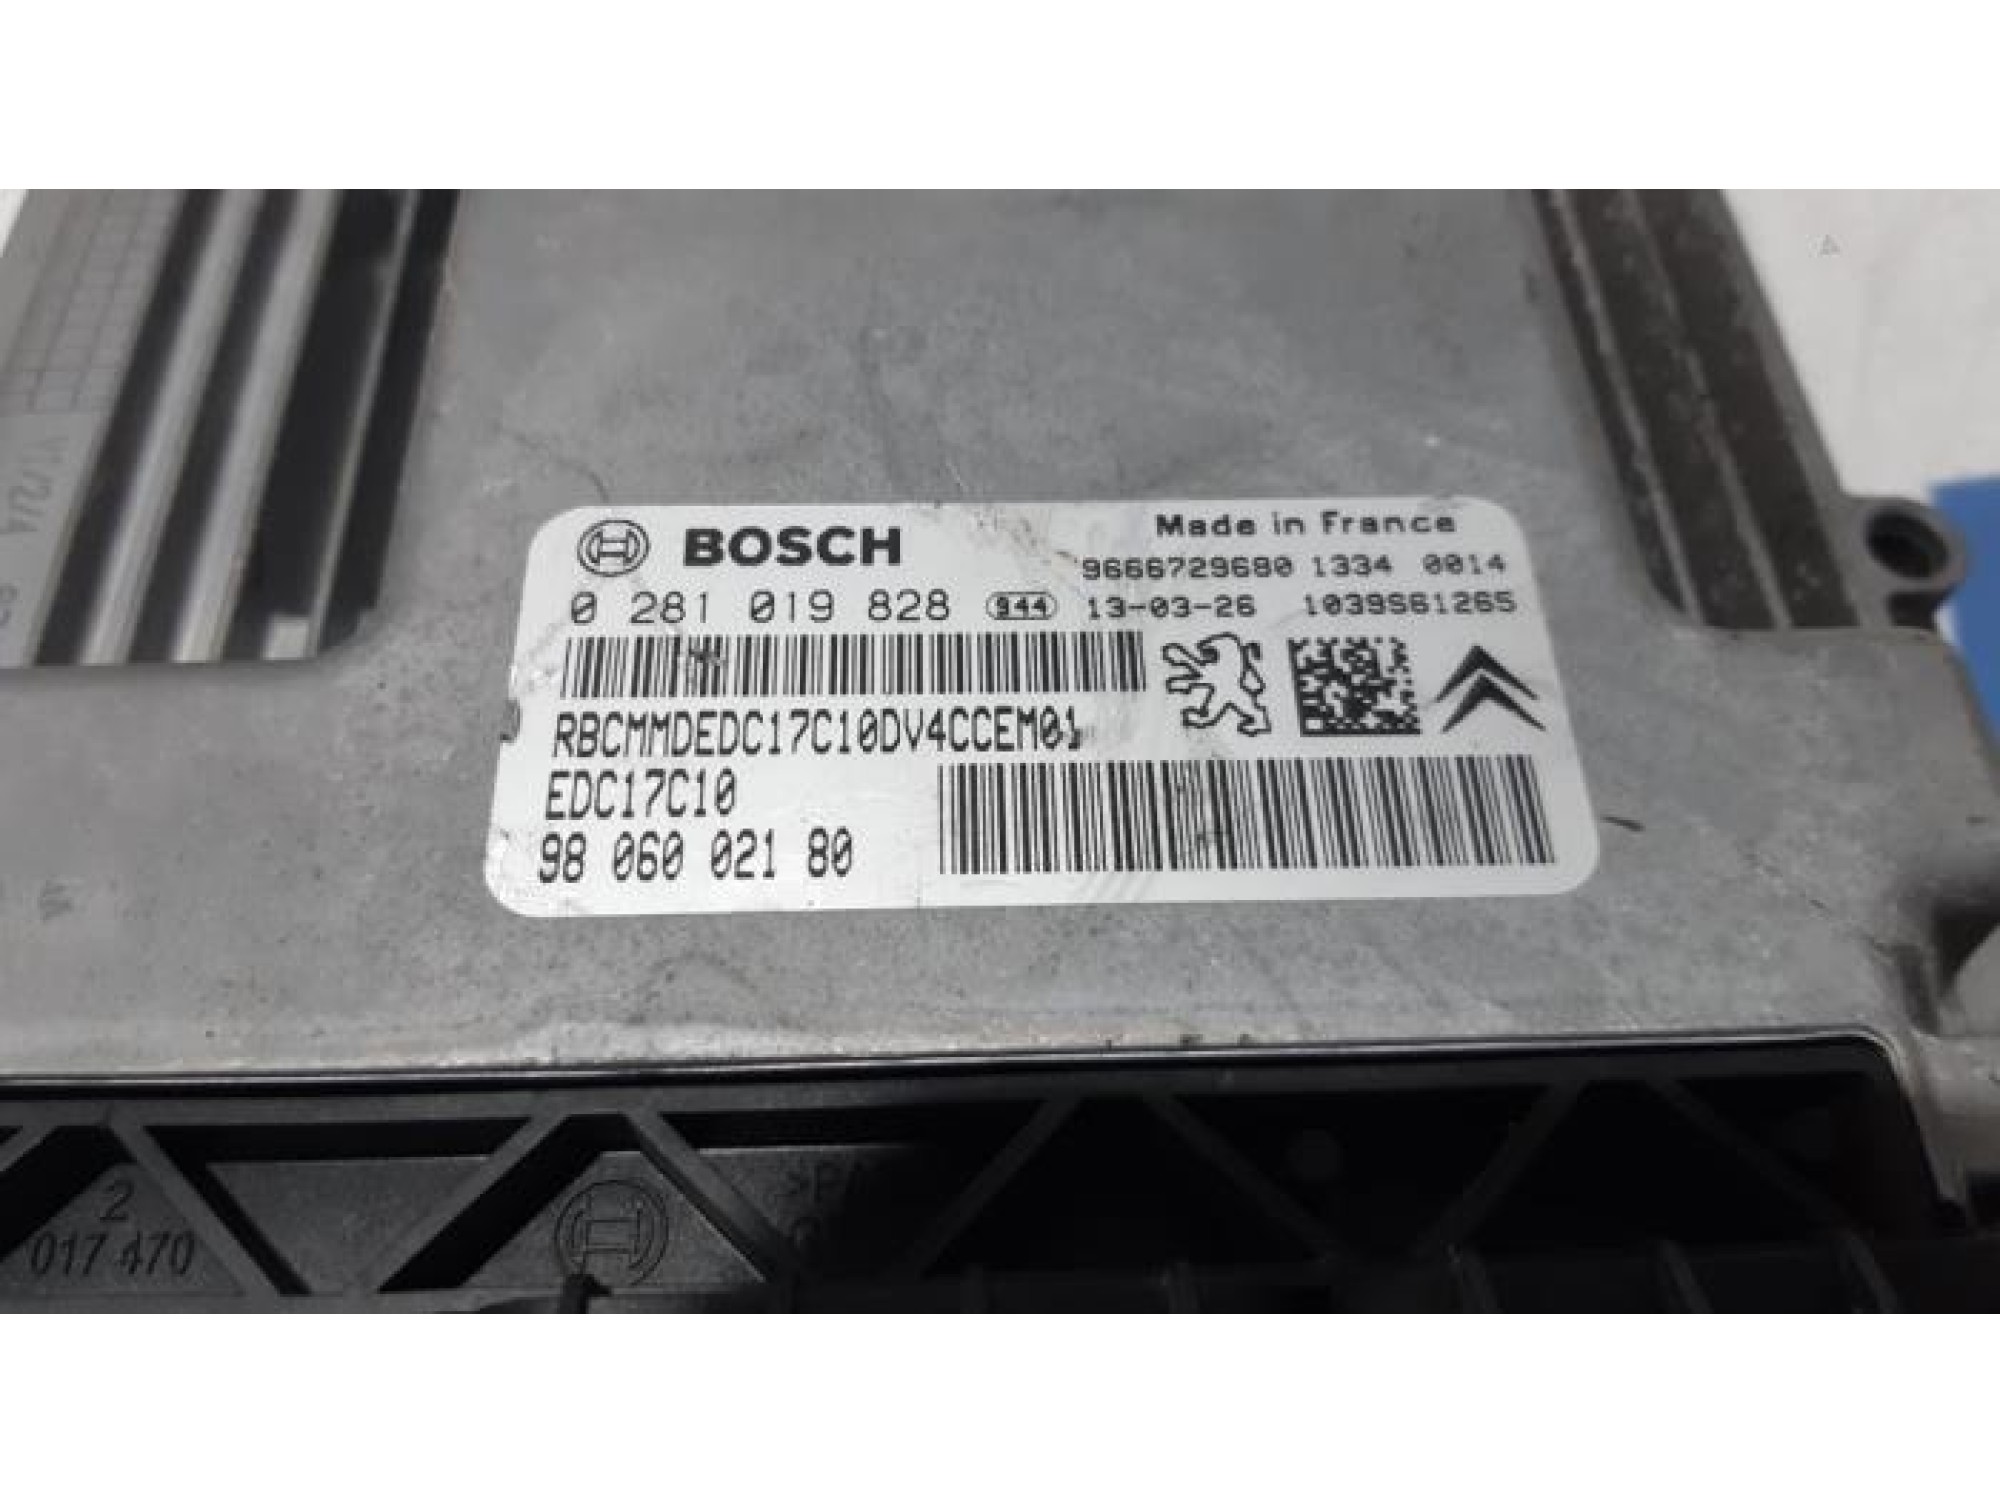 BOSCH
Made in France
9666729680 1334 0014
0 281 019 828 944 13-03-26 1039S61265
RBCMMDEDC17C10DV4CCEM01
EDC17C10
98 060 021 80
2
017 470